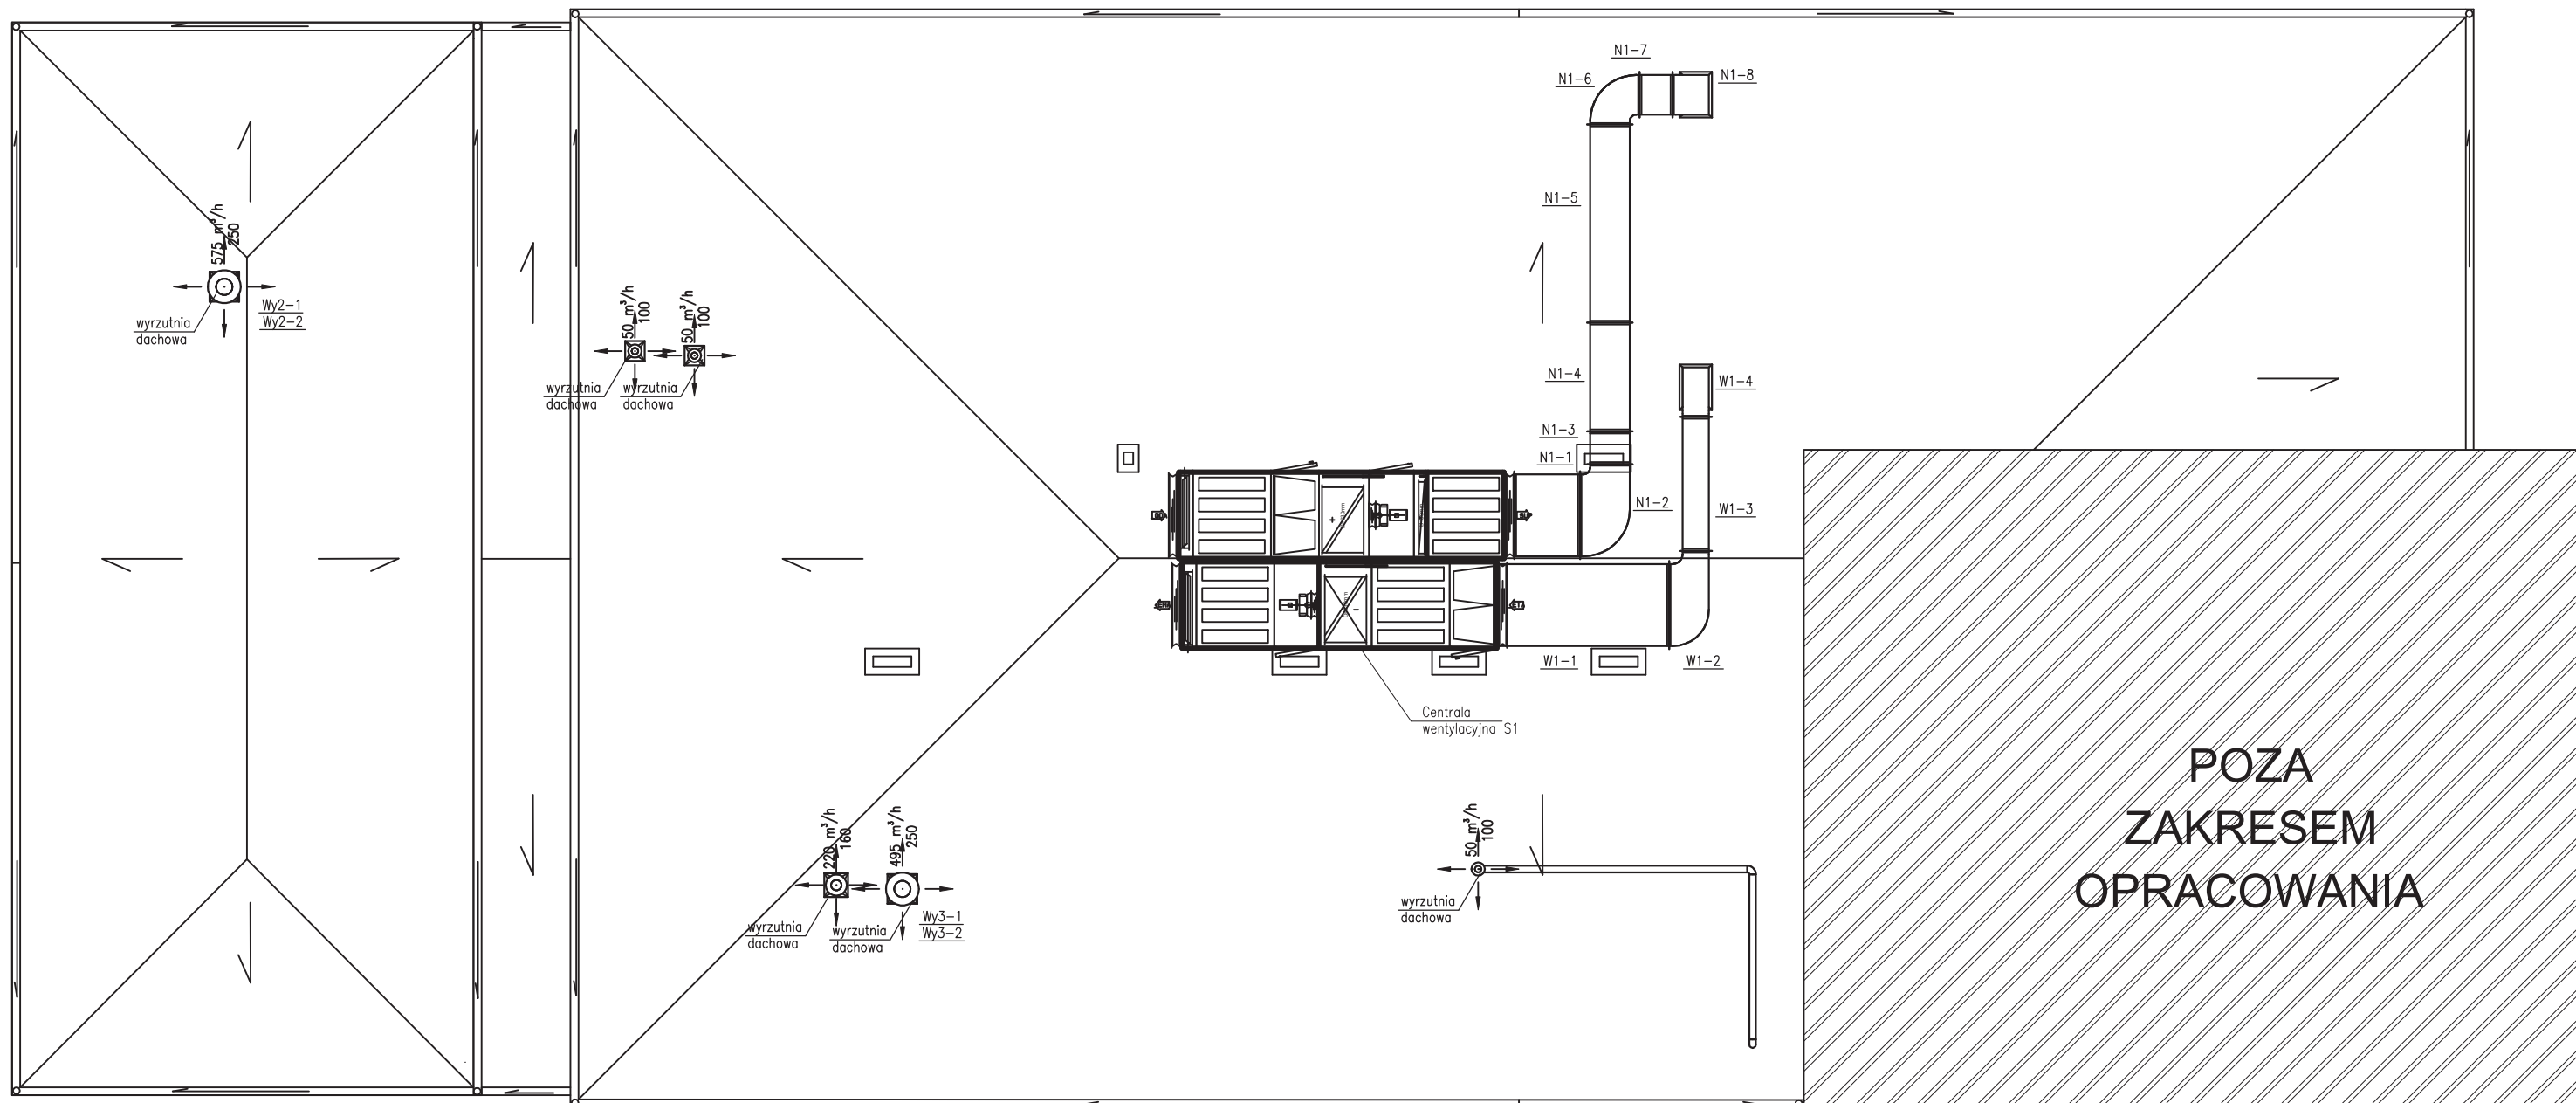 N1-7
N1-6
N1-8
N1-5
575 m³/h
250
Wy2-1
Wy2-2
wyrzutnia
dachowa
50 m³/h
100
50 m³/h
100
wyrzutnia
dachowa
wyrzutnia
dachowa
N1-4
W1-4
N1-3
N1-1
N1-2
W1-3
W1-1
W1-2
Centrala
wentylacyjna S1
POZA
ZAKRESEM
OPRACOWANIA
220 m³/h
160
495 m³/h
250
50 m³/h
100
wyrzutnia
dachowa
Wy3-1
Wy3-2
wyrzutnia
dachowa
wyrzutnia
dachowa